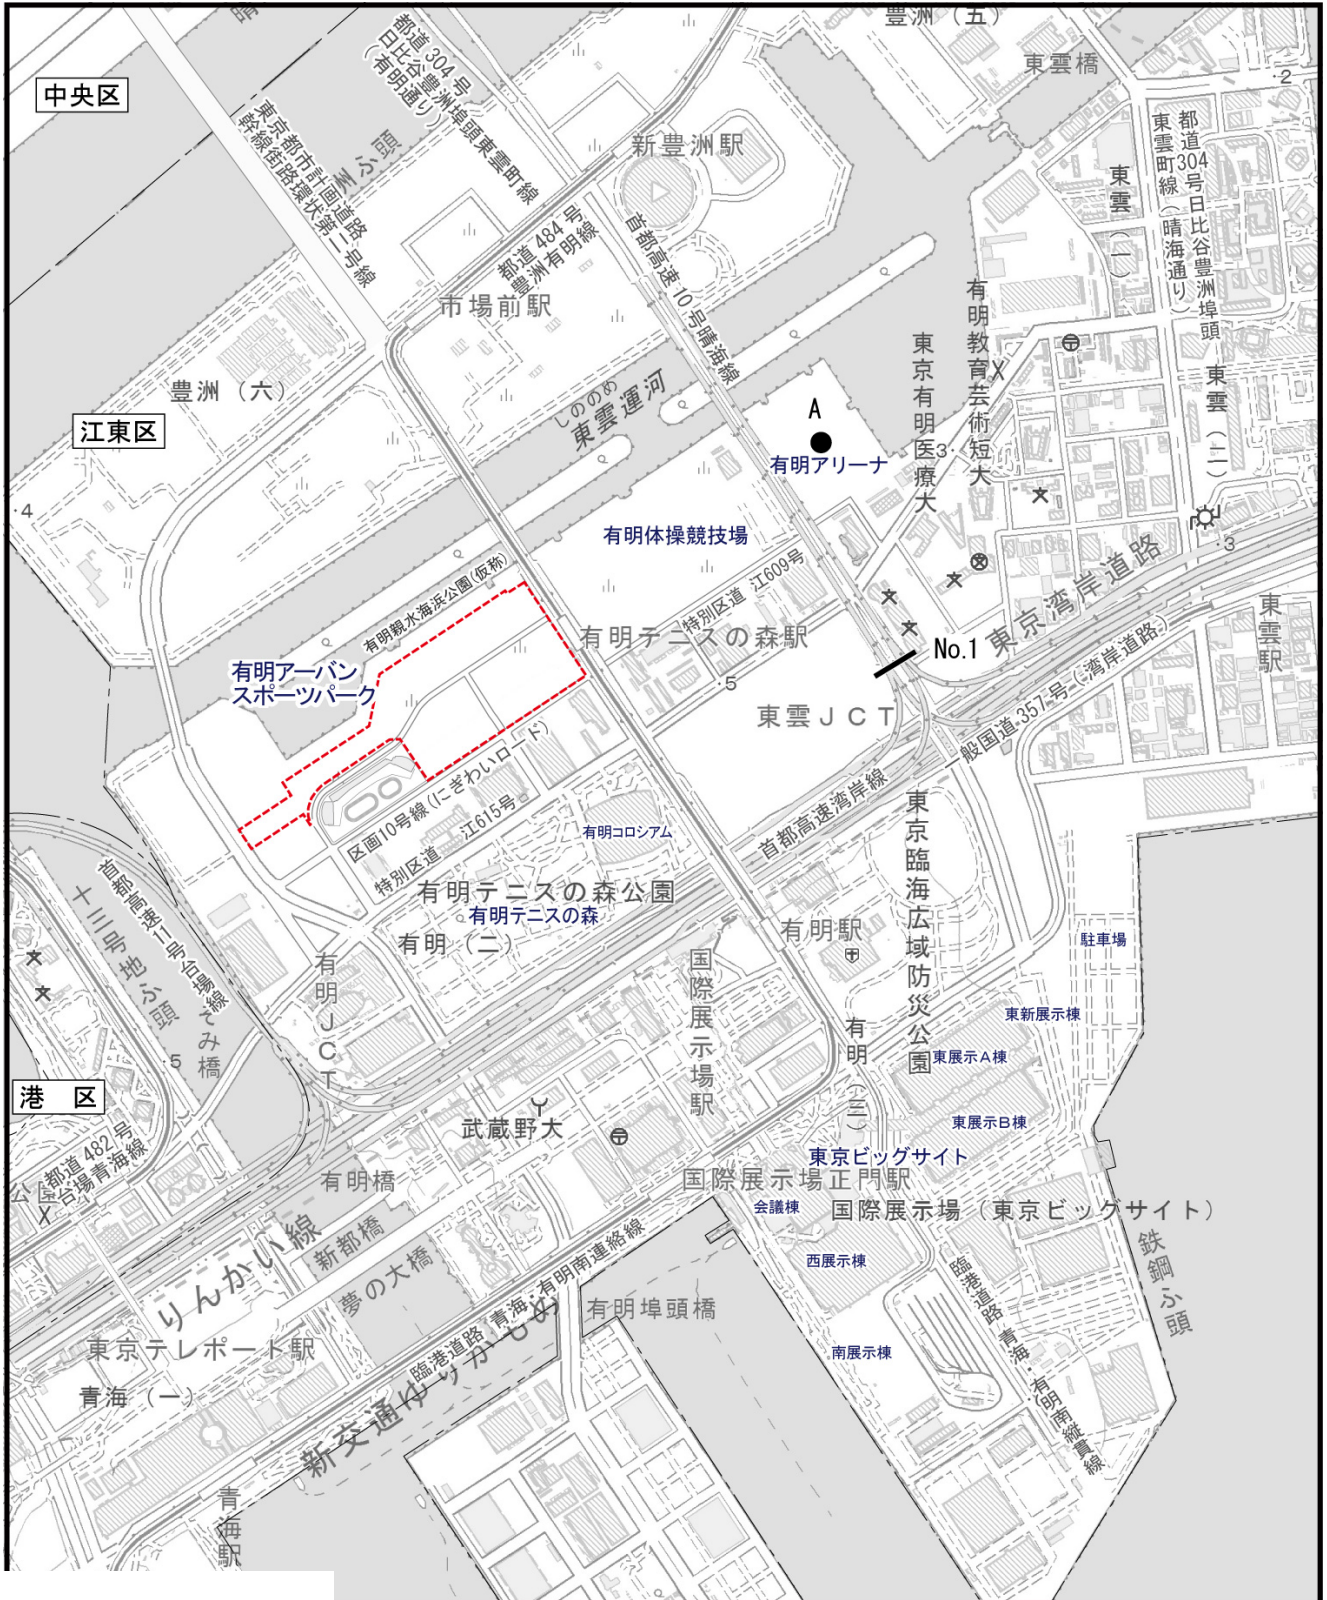 豊洲（五）
晴
東雲橋
都道 304 号
日比谷豊洲埠頭東雲町線
（有明通り）
中央区
・2
東京都市計画道路
幹線街路環状第二号線
州ふ頭
新豊洲駅
都道304号日比谷豊洲埠頭
東雲町線（晴海通り）
東雲（一）
都道 484 号
豊洲有明線
首都高速 10号晴海線
市場前駅
有明教育芸術短大
東京有明医療大
豊洲（六）
しののめ
東雲運河
東雲（二）
A
江東区
3・
有明アリーナ
・4
有明体操競技場
・3
東京湾岸道路
有明親水海浜公園(仮称)
特別区道 江609号
有明テニスの森駅
東雲駅
No.1
有明アーバン
スポーツパーク
・5
東雲ＪＣＴ
一般国道 357 号（湾岸道路）
区画10号線(にぎわいロード)
首都高速湾岸線
特別区道 江615号
有明コロシアム
東京臨海広域防災公園
首都高速11号台場線
有明テニスの森公園
有明テニスの森
十三号地ふ頭
有明（二）
有明駅
駐車場
有明ＪＣＴ
国際展示場駅
のぞみ橋
有明（三）
東新展示棟
東展示A棟
・5
港　区
武蔵野大
東展示B棟
都道 482 号
台場青海線
東京ビッグサイト
有明橋
国際展示場正門駅
公園
会議棟
国際展示場（東京ビッグサイト）
りんかい線
新都橋
西展示棟
夢の大橋
臨港道路 青海・有明南連絡線
鉄鋼ふ頭
有明埠頭橋
臨港道路 青海・有明南縦貫線
東京テレポート駅
南展示棟
青海（一）
新交通ゆりかもめ
青海駅